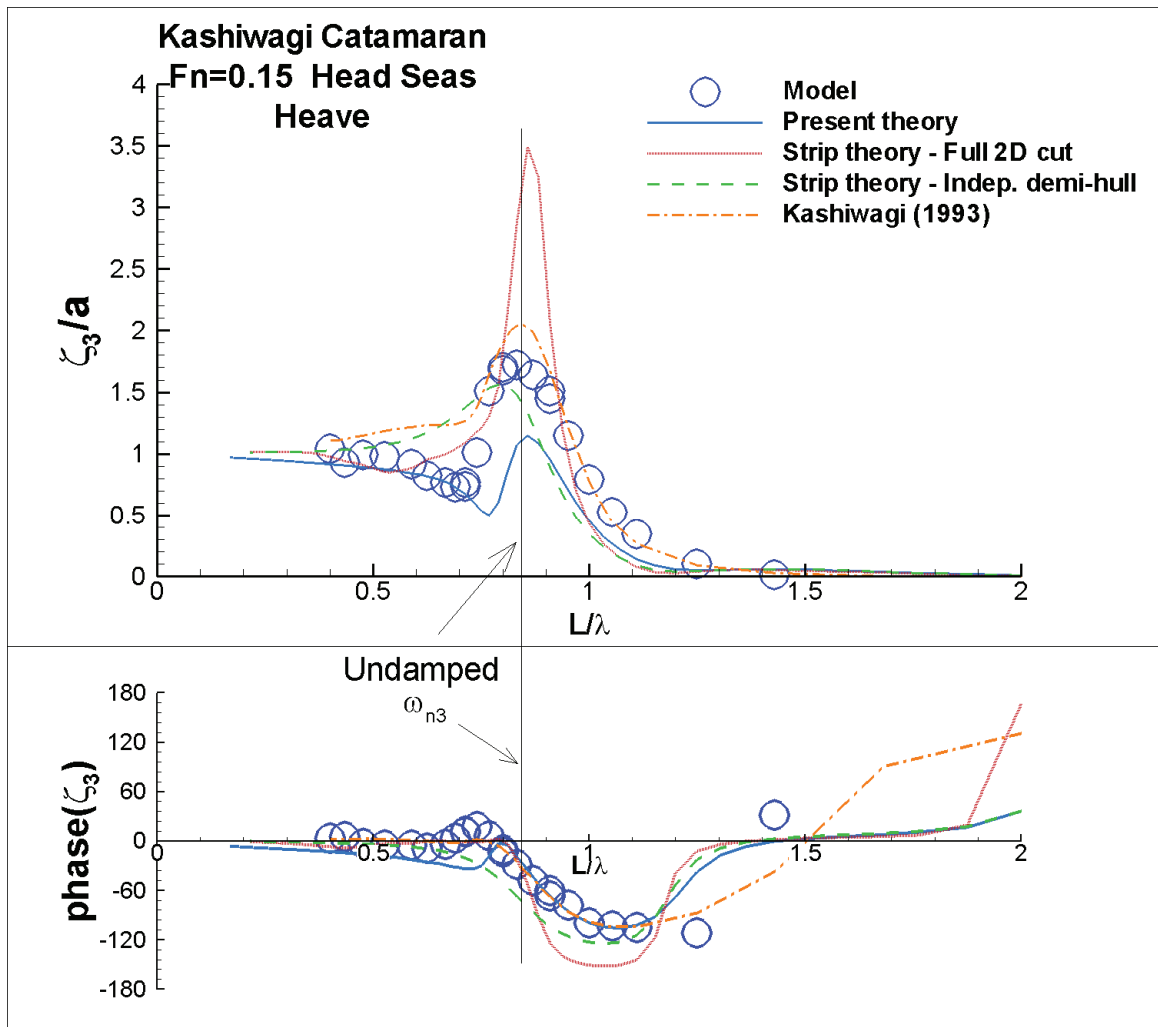 Kashiwagi Catamaran
Fn=0.15 Head Seas
Heave
Model
Present theory
Strip theory - Full 2D cut
Strip theory - Indep. demi-hull
Kashiwagi (1993)
4
3.5
3
2.5
2
1.5
1
0.5
0
ζ3/a
0
0.5
1
1.5
2
L/λ
Undamped
ωn3
180
120
60
0
-60
-120
-180
phase(ζ3)
0
0.5
1
1.5
2
L/λ